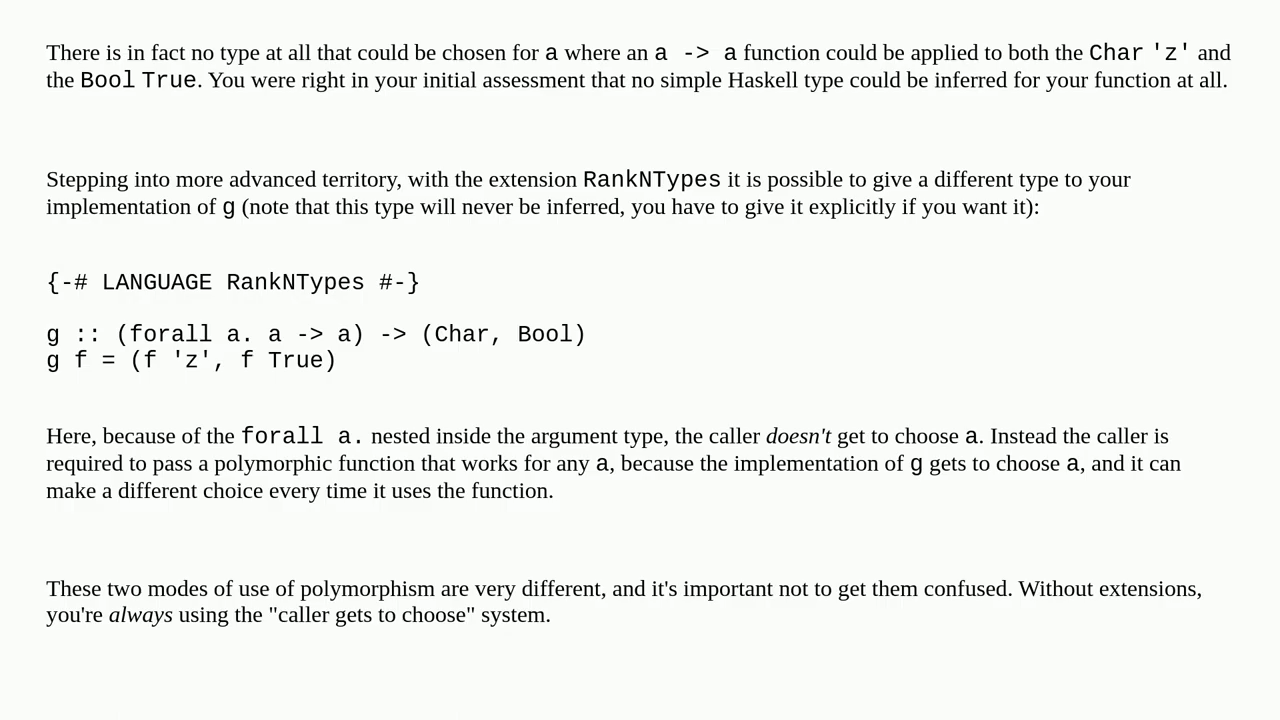 There is in fact no type at all that could be chosen for a where an a -> a function could be applied to both the Char 'z' and
the Bool True. You were right in your initial assessment that no simple Haskell type could be inferred for your function at all.
Stepping into more advanced territory, with the extension RankNTypes it is possible to give a different type to your
implementation of g (note that this type will never be inferred, you have to give it explicitly if you want it):
{-# LANGUAGE RankNTypes #-}
g :: (forall a. a -> a) -> (Char, Bool)
g f = (f 'z', f True)
Here, because of the forall a. nested inside the argument type, the caller doesn't get to choose a. Instead the caller is
required to pass a polymorphic function that works for any a, because the implementation of g gets to choose a, and it can
make a different choice every time it uses the function.
These two modes of use of polymorphism are very different, and it's important not to get them confused. Without extensions,
you're always using the "caller gets to choose" system.